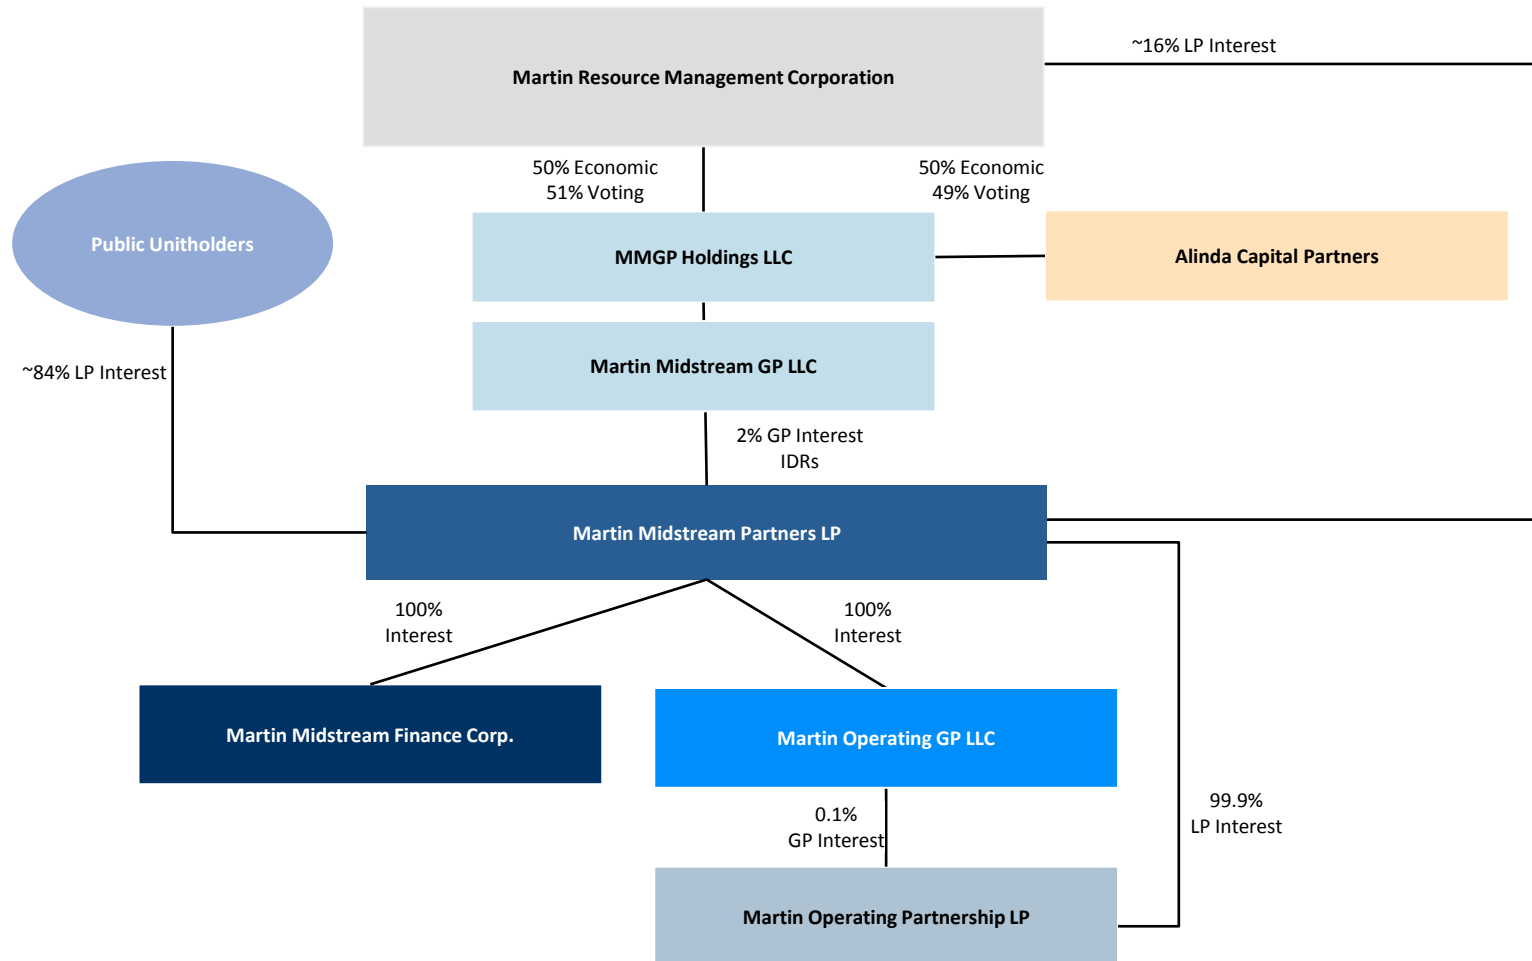 ~16% LP Interest
Martin Resource Management Corporation
50% Economic
51% Voting
50% Economic
49% Voting
Public Unitholders
MMGP Holdings LLC
Alinda Capital Partners
Martin Midstream GP LLC
~84% LP Interest
2% GP Interest
IDRs
Martin Midstream Partners LP
100%
Interest
100%
Interest
Martin Midstream Finance Corp.
Martin Operating GP LLC
0.1%
GP Interest
99.9%
LP Interest
Martin Operating Partnership LP